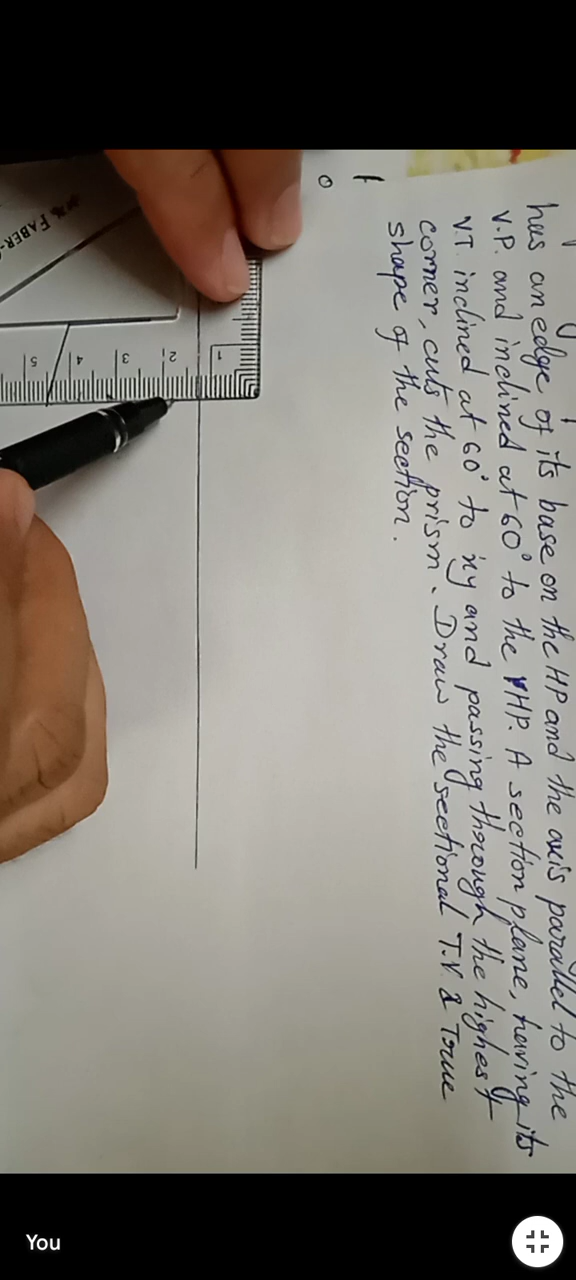 has an edge of its base on the HP and the axis parallel to the
V.P. and inclined at 60° to the HP. A section plane, having its
V.T. inclined at 60° to xy and passing through the highest
corner, cuts the prism. Draw the sectional T.V. & True
shape of the section.
FABER-
1 2 3 4 5
You